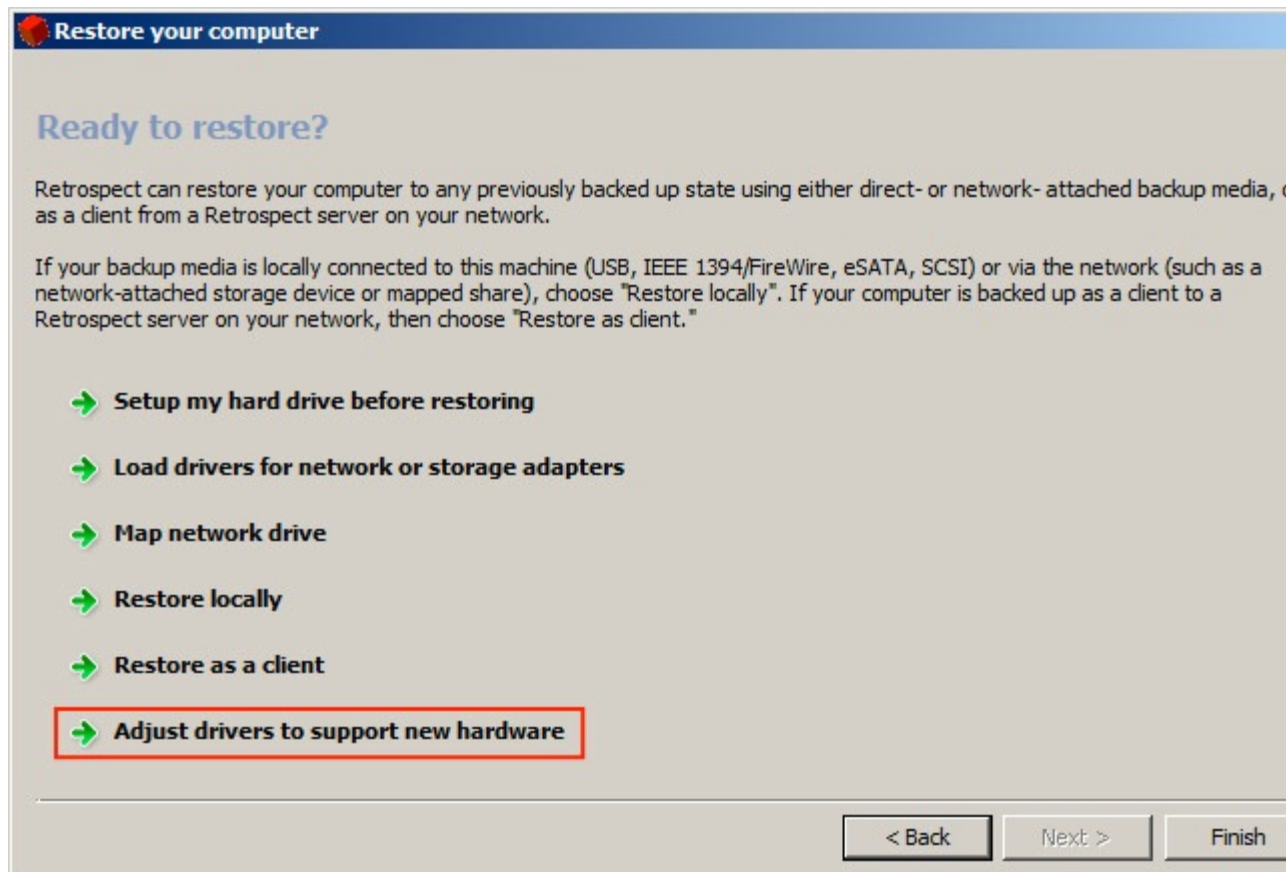 Restore your computer
Ready to restore?
Retrospect can restore your computer to any previously backed up state using either direct- or network- attached backup media,
as a client from a Retrospect server on your network.
If your backup media is locally connected to this machine (USB, IEEE 1394/FireWire, eSATA, SCSI) or via the network (such as a
network-attached storage device or mapped share), choose "Restore locally". If your computer is backed up as a client to a
Retrospect server on your network, then choose "Restore as client."
Setup my hard drive before restoring
Load drivers for network or storage adapters
Map network drive
Restore locally
Restore as a client
Adjust drivers to support new hardware
< Back
Next >
Finish